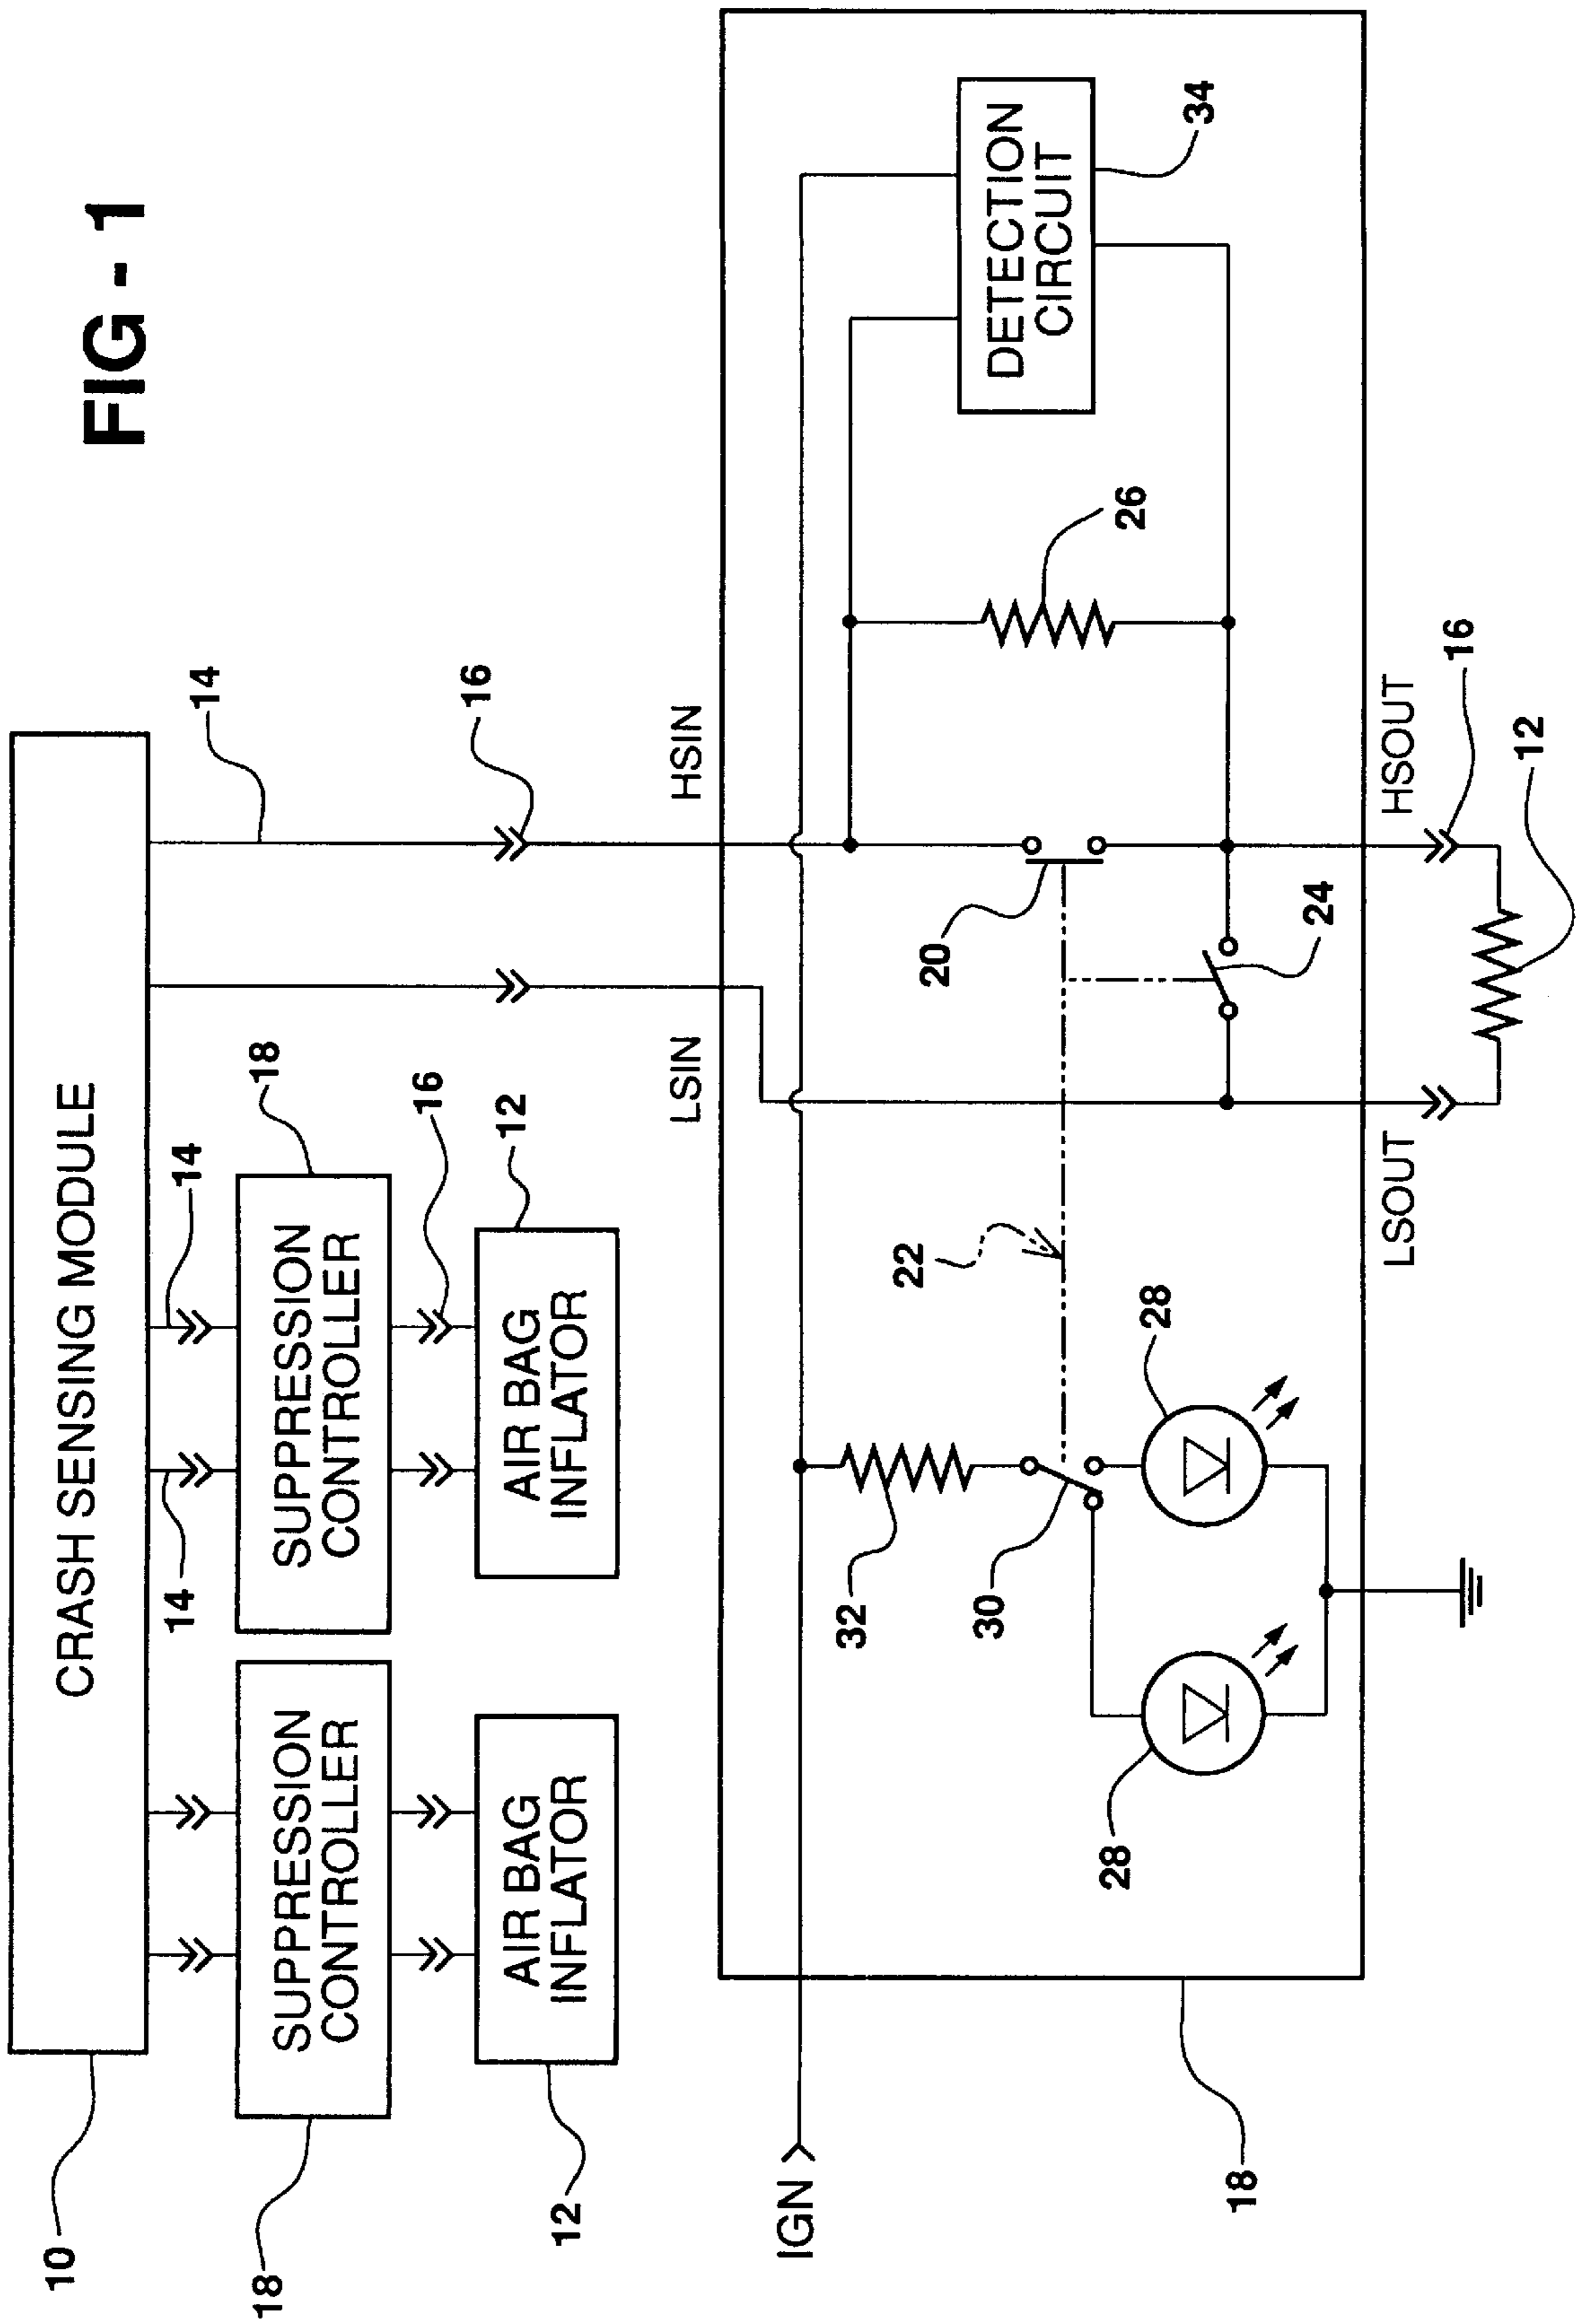 FIG - 1
CRASH SENSING MODULE
10
SUPPRESSION
CONTROLLER
18
AIR BAG
INFLATOR
12
14
14
SUPPRESSION
CONTROLLER
18
16
AIR BAG
INFLATOR
12
14
16
LSIN
HSIN
IGN
32
30
28
28
22
20
24
26
DETECTION
CIRCUIT
34
18
LSOUT
HSOUT
16
12